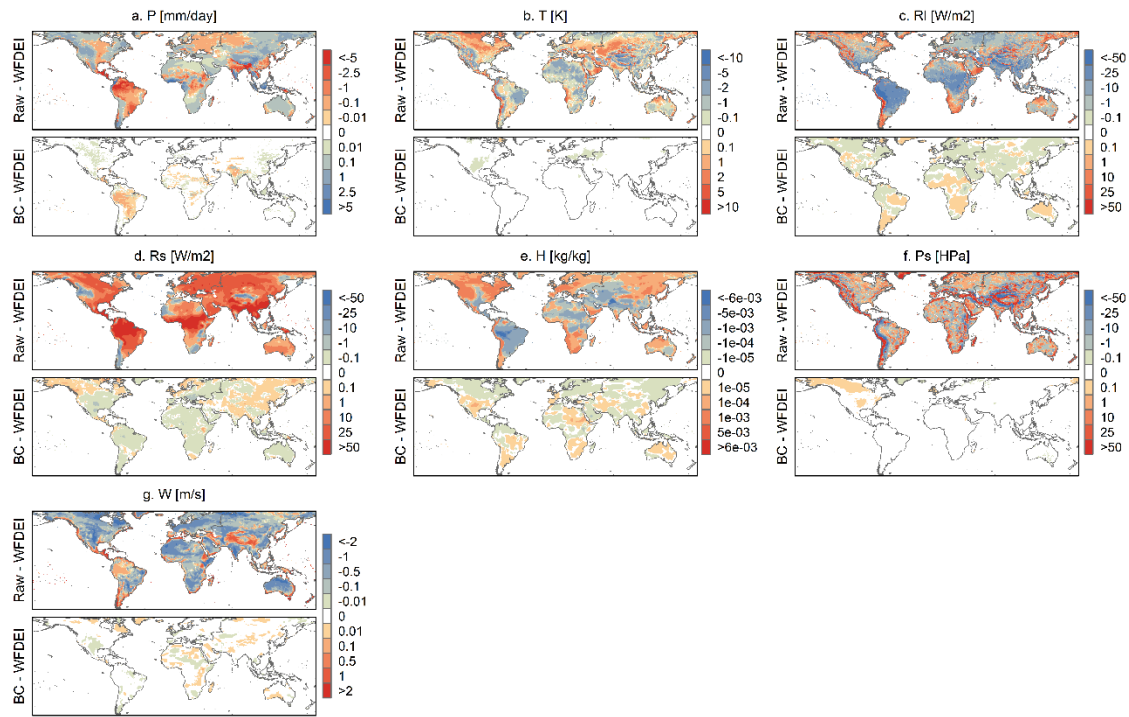 a. P [mm/day]
Raw - WFDEI
BC - WFDEI
<-5
-2.5
-1
-0.1
-0.01
0
0.01
0.1
1
2.5
>5
b. T [K]
Raw - WFDEI
BC - WFDEI
<-10
-5
-2
-1
-0.1
0
0.1
1
2
5
>10
c. Rl [W/m2]
Raw - WFDEI
BC - WFDEI
<-50
-25
-10
-1
-0.1
0
0.1
1
10
25
>50
d. Rs [W/m2]
Raw - WFDEI
BC - WFDEI
<-50
-25
-10
-1
-0.1
0
0.1
1
10
25
>50
e. H [kg/kg]
Raw - WFDEI
BC - WFDEI
<-6e-03
-5e-03
-1e-03
-1e-04
-1e-05
0
1e-05
1e-04
1e-03
5e-03
>6e-03
f. Ps [HPa]
Raw - WFDEI
BC - WFDEI
<-50
-25
-10
-1
-0.1
0
0.1
1
10
25
>50
g. W [m/s]
Raw - WFDEI
BC - WFDEI
<-2
-1
-0.5
-0.1
-0.01
0
0.01
0.1
0.5
1
>2